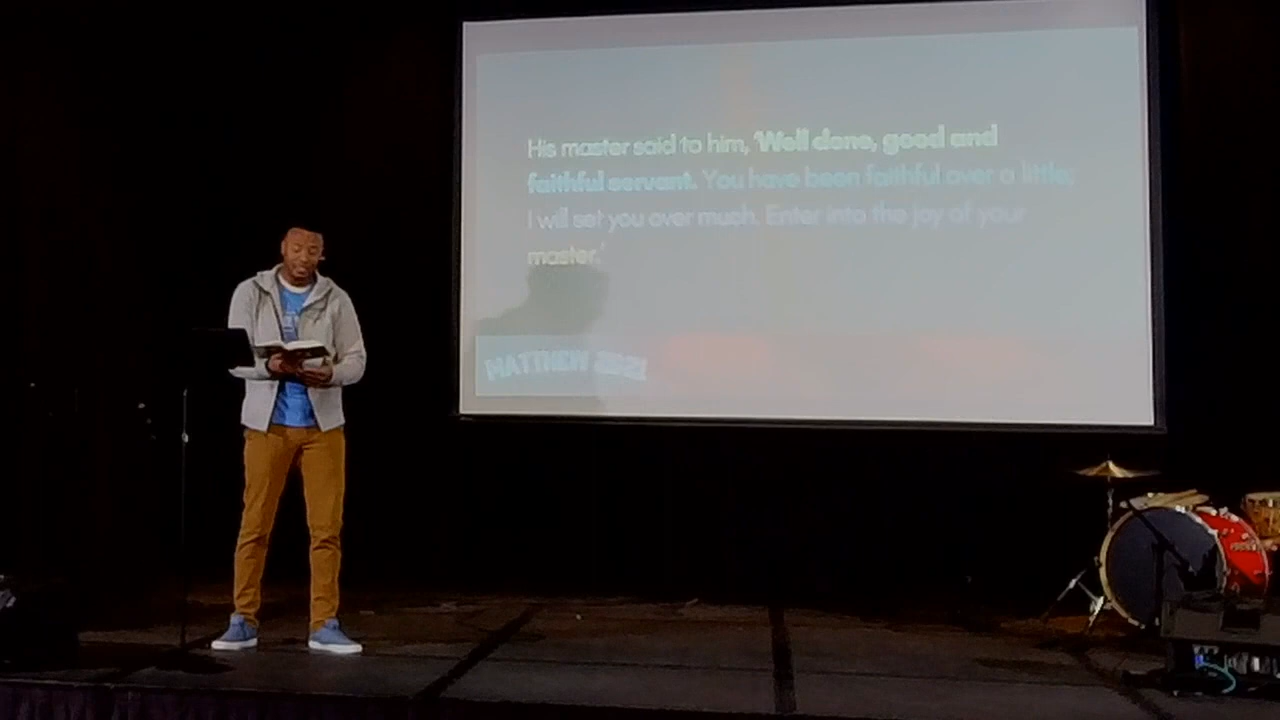 His master said to him, 'Well done, good and
faithful servant. You have been faithful over a little;
I will set you over much. Enter into the joy of your
master.'
MATTHEW 25:21